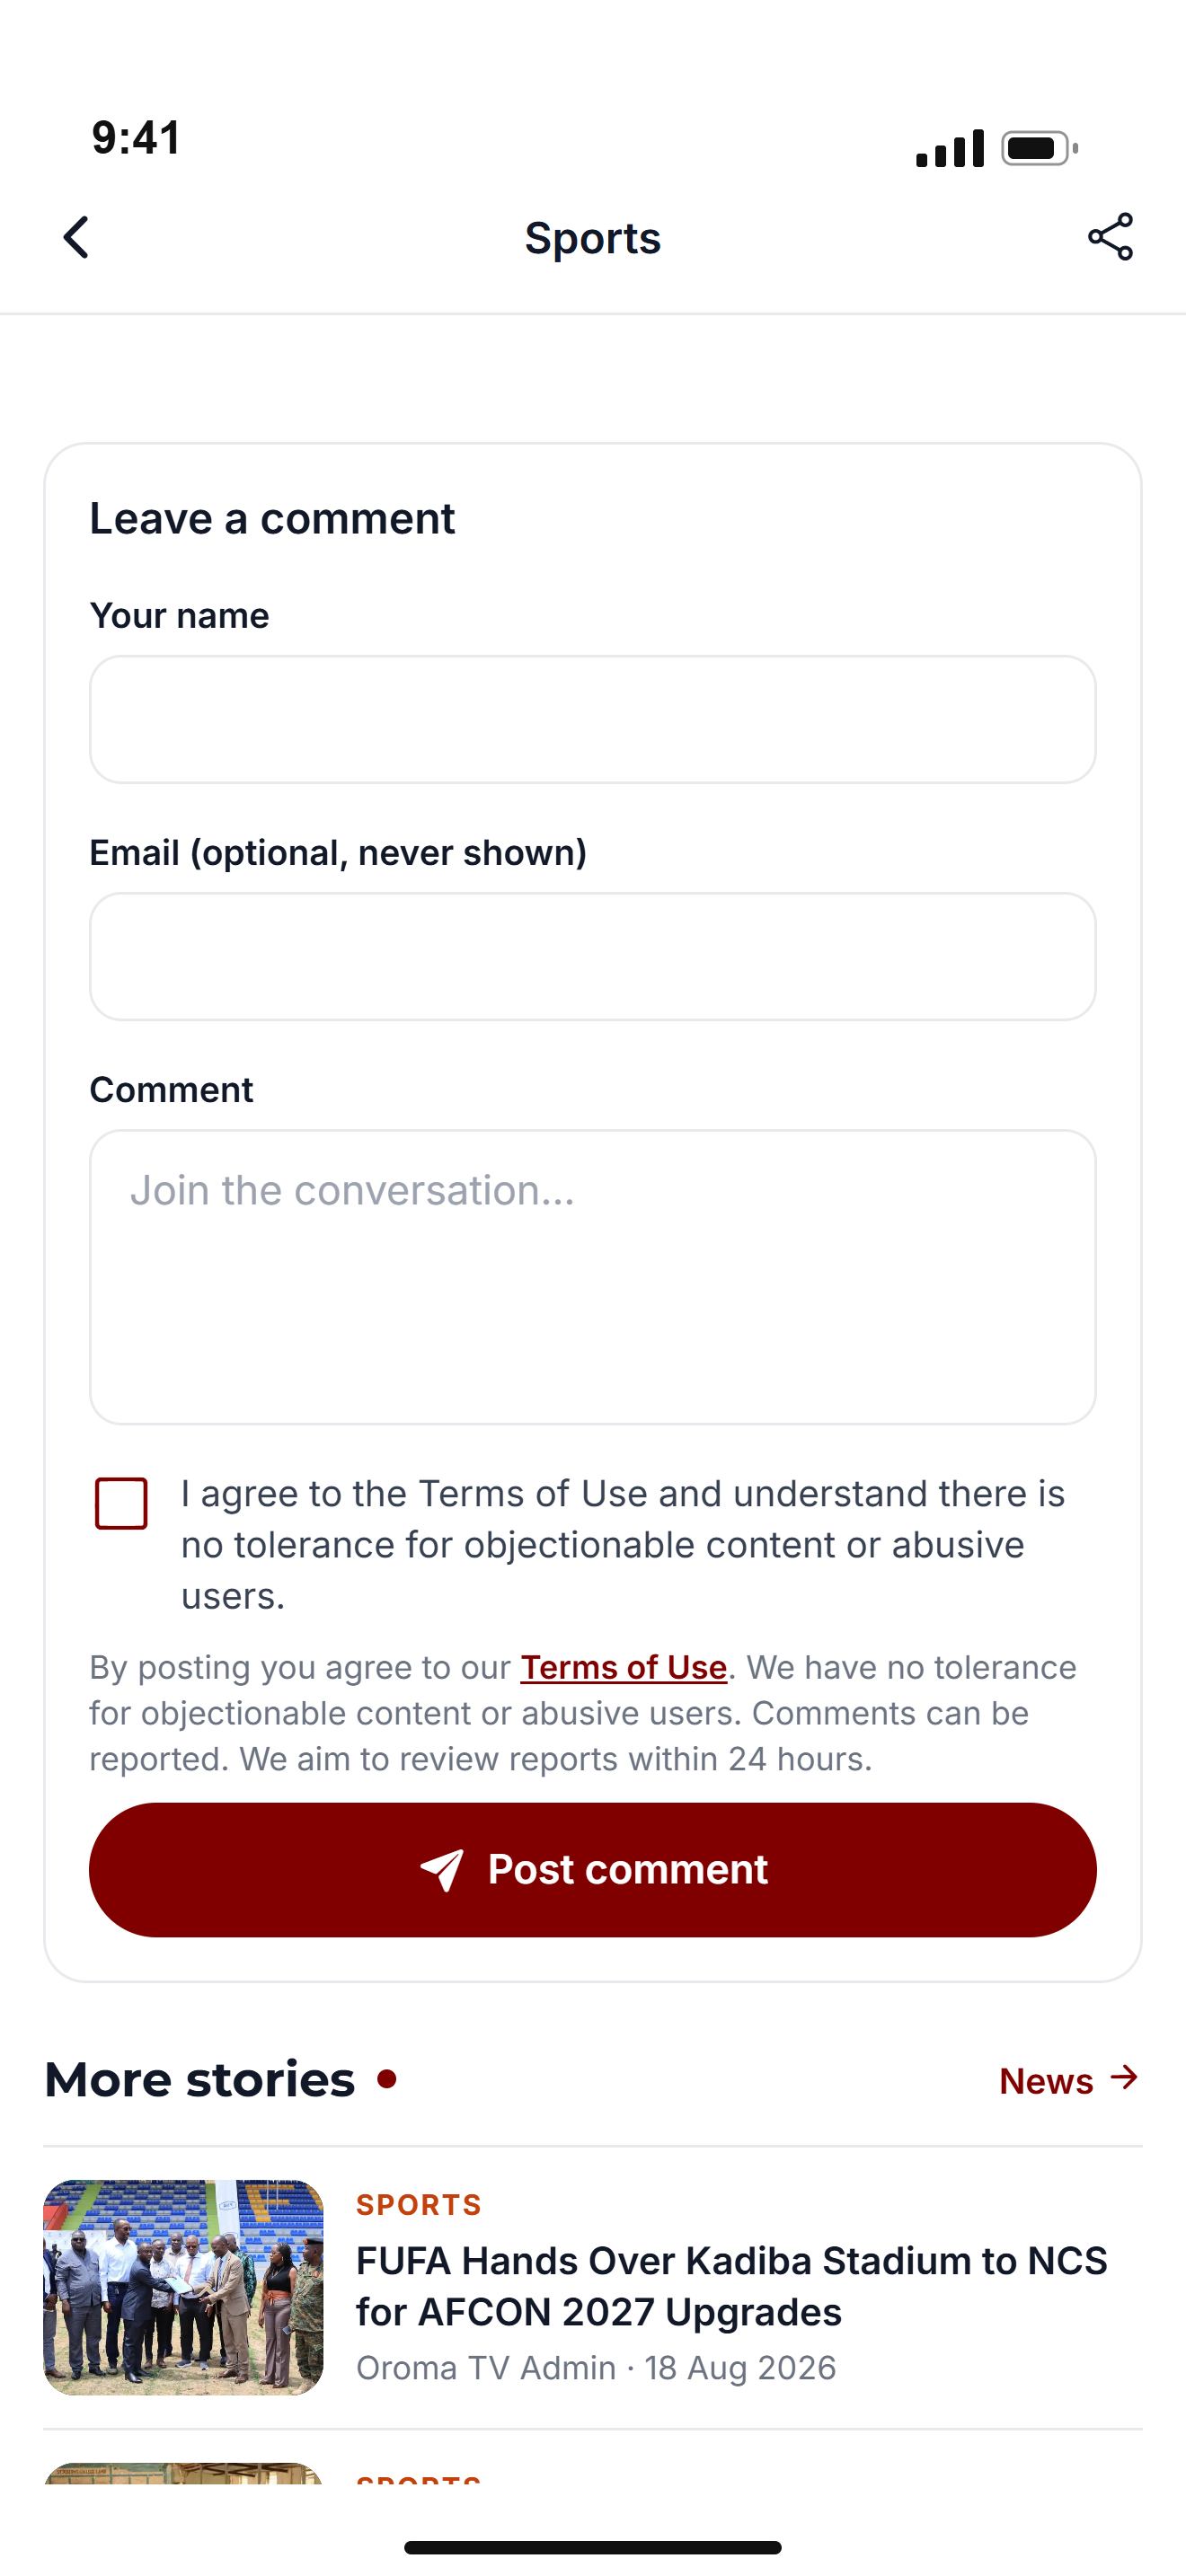 9:41
Sports
Leave a comment
Your name
Email (optional, never shown)
Comment
Join the conversation...
I agree to the Terms of Use and understand there is
no tolerance for objectionable content or abusive
users.
By posting you agree to our Terms of Use. We have no tolerance
for objectionable content or abusive users. Comments can be
reported. We aim to review reports within 24 hours.
Post comment
More stories
News
SPORTS
FUFA Hands Over Kadiba Stadium to NCS
for AFCON 2027 Upgrades
Oroma TV Admin · 18 Aug 2026
SPORTS